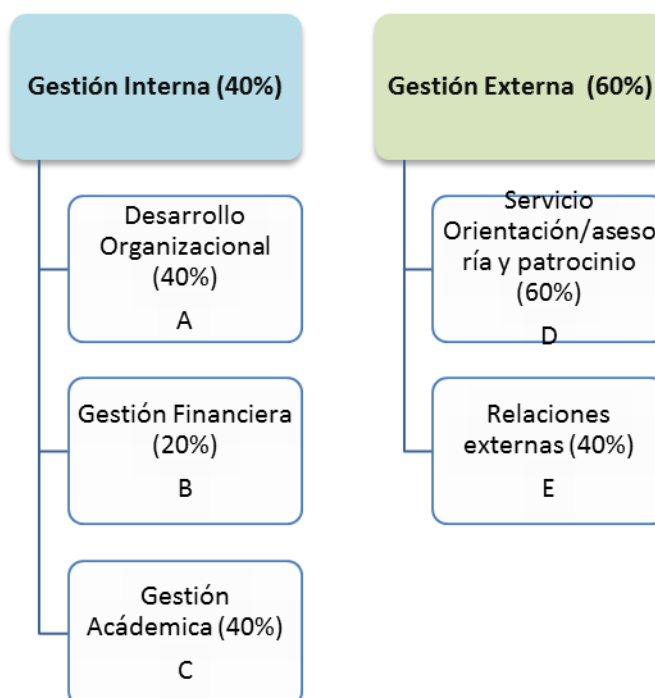 Gestión Interna (40%)
Desarrollo
Organizacional
(40%)
A
Gestión Financiera
(20%)
B
Gestión
Acádemica (40%)
C
Gestión Externa (60%)
Servicio
Orientación/aseso
ría y patrocinio
(60%)
D
Relaciones
externas (40%)
E